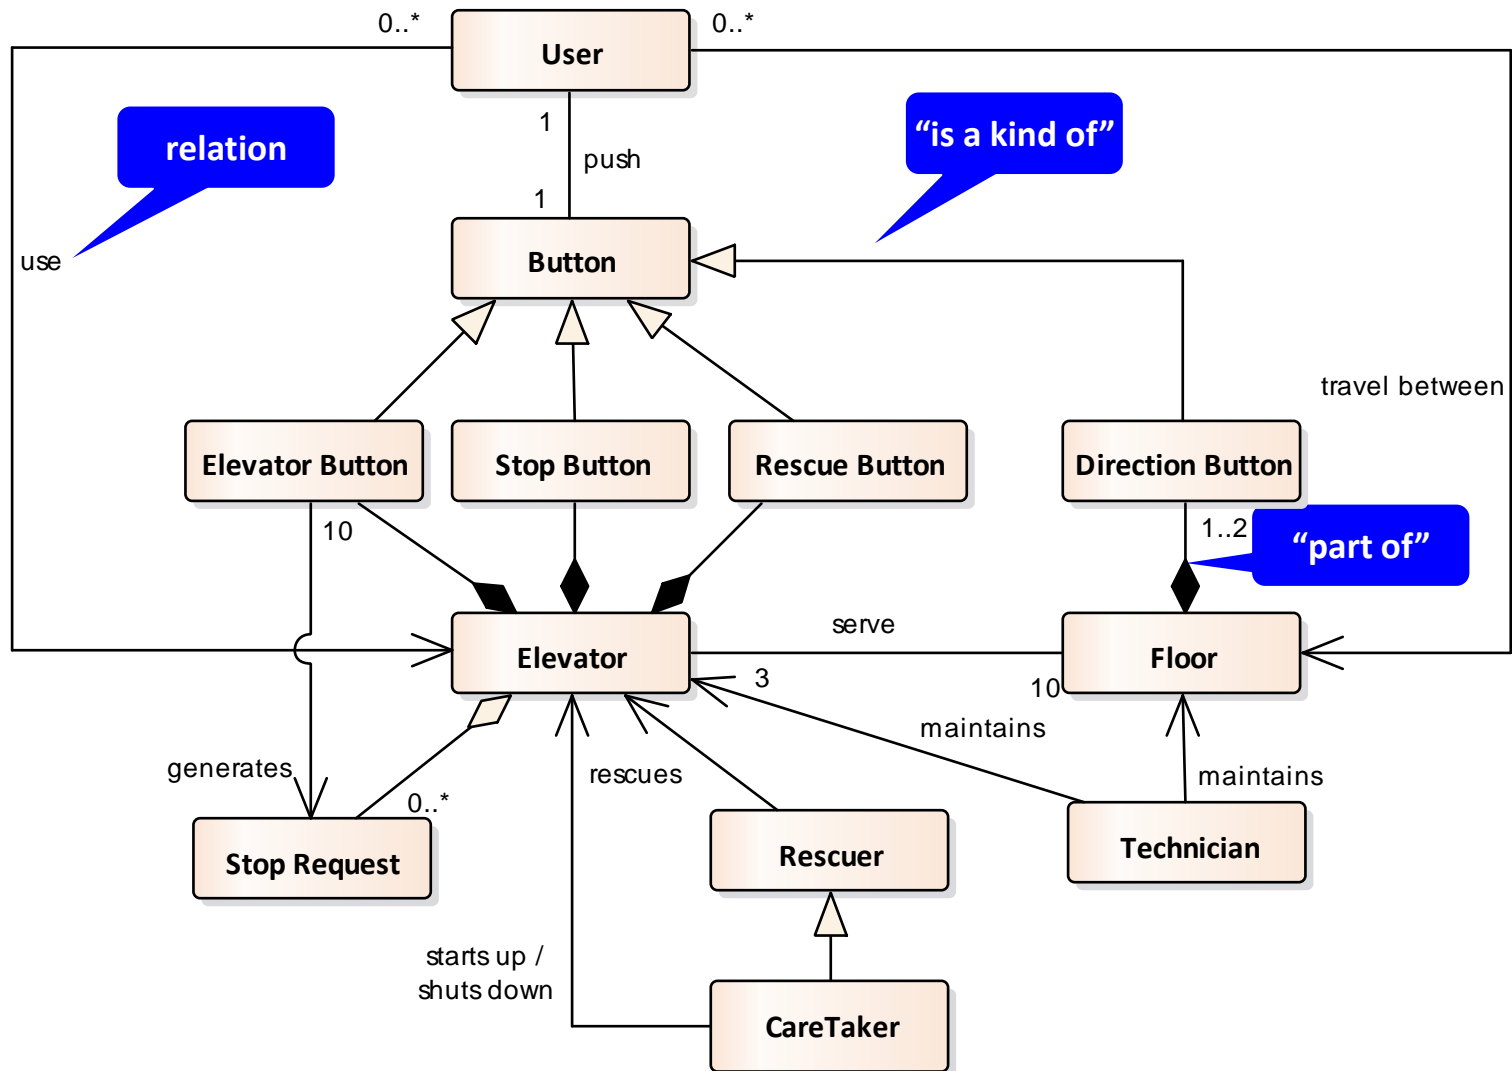 0..*
User
0..*
relation
“is a kind of”
1
push
1
use
Button
travel between
Elevator Button
Stop Button
Rescue Button
Direction Button
10
1..2
“part of”
serve
Elevator
Floor
3
10
maintains
generates
rescues
maintains
0..*
Stop Request
Rescuer
Technician
starts up /
shuts down
CareTaker